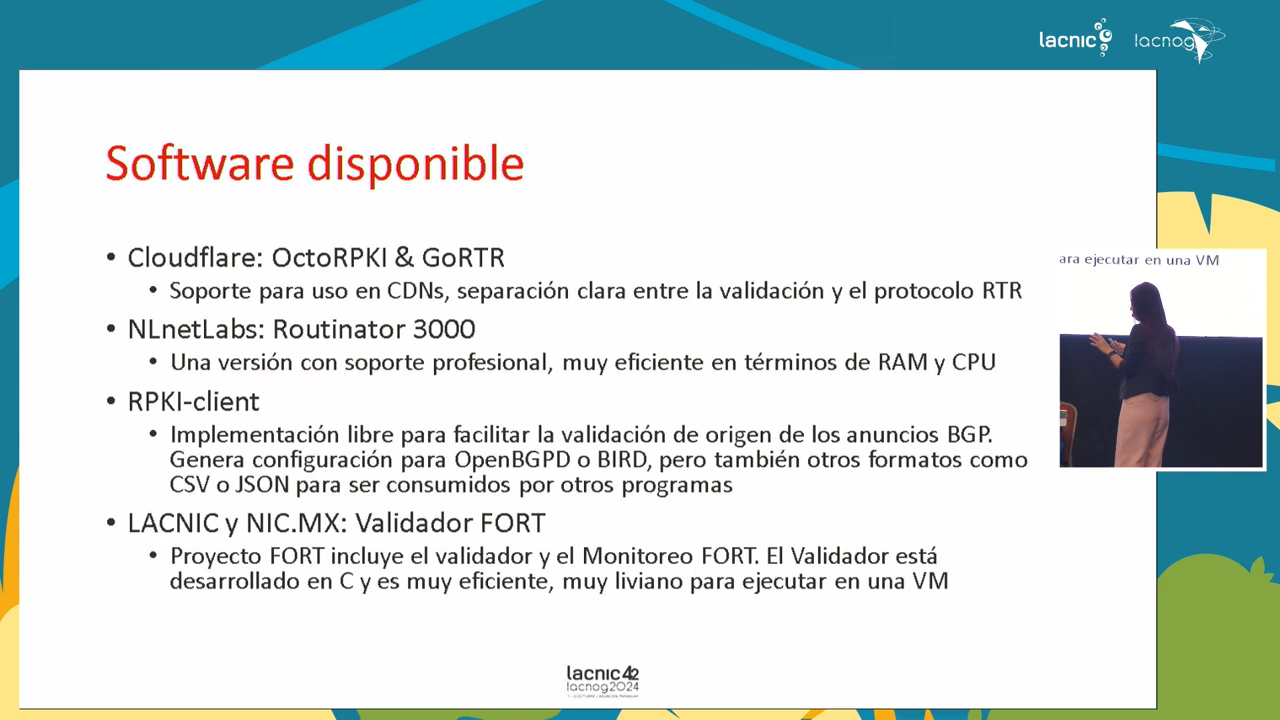 lacnic
lacnog
Software disponible
• Cloudflare: OctoRPKI & GoRTR
• Soporte para uso en CDNs, separación clara entre la validación y el protocolo RTR
• NLnetLabs: Routinator 3000
• Una versión con soporte profesional, muy eficiente en términos de RAM y CPU
• RPKI-client
• Implementación libre para facilitar la validación de origen de los anuncios BGP.
Genera configuración para OpenBGPD o BIRD, pero también otros formatos como
CSV o JSON para ser consumidos por otros programas
• LACNIC y NIC.MX: Validador FORT
• Proyecto FORT incluye el validador y el Monitoreo FORT. El Validador está
desarrollado en C y es muy eficiente, muy liviano para ejecutar en una VM
ara ejecutar en una VM
lacnic 42
lacnog2024